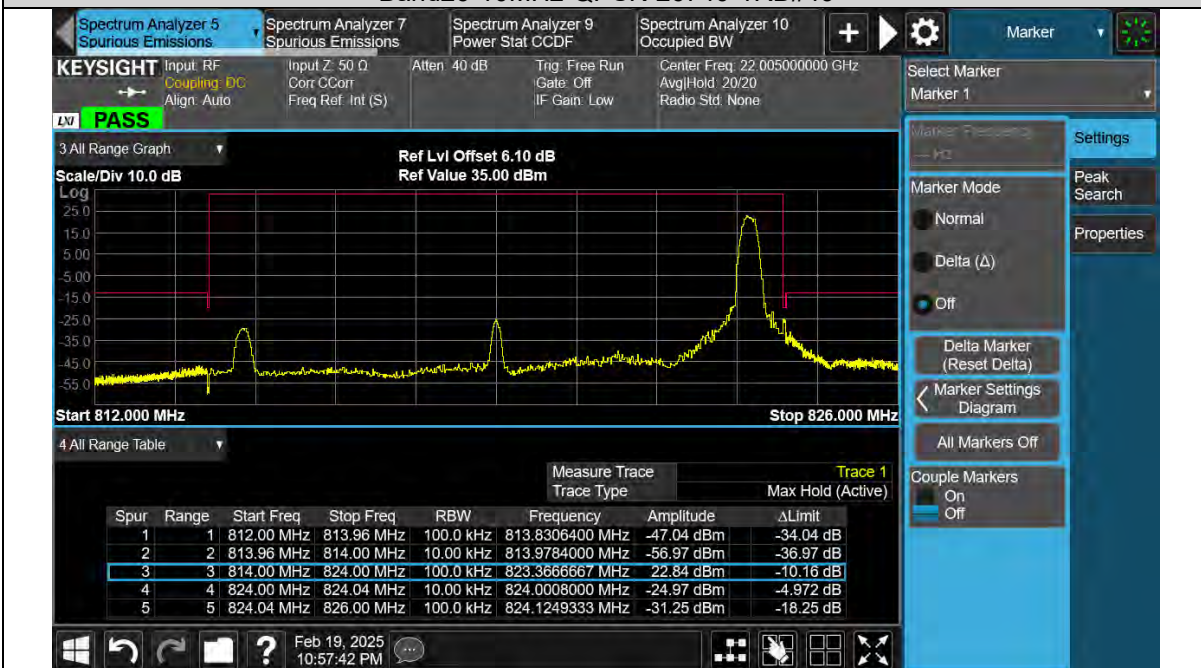 Spectrum Analyzer 5
Spurious Emissions
Spectrum Analyzer 7
Spurious Emissions
Spectrum Analyzer 9
Power Stat CCDF
Spectrum Analyzer 10
Occupied BW
Marker
KEYSIGHT
Input: RF
Coupling: DC
Align: Auto
Input Z: 50 Ω
Corr CCorr
Freq Ref: Int (S)
Atten: 40 dB
Trig: Free Run
Gate: Off
IF Gain: Low
Center Freq: 22.005000000 GHz
Avg|Hold: 20/20
Radio Std: None
LXI
PASS
Select Marker
Marker 1
Marker Frequency
--- Hz
Settings
Peak Search
Properties
Marker Mode
Normal
Delta (Δ)
Off
Delta Marker
(Reset Delta)
Marker Settings
Diagram
All Markers Off
Couple Markers
On
Off
3 All Range Graph
Scale/Div 10.0 dB
Ref Lvl Offset 6.10 dB
Ref Value 35.00 dBm
Log
25.0
15.0
5.00
-5.00
-15.0
-25.0
-35.0
-45.0
-55.0
Start 812.000 MHz
Stop 826.000 MHz
4 All Range Table
Measure Trace Trace 1
Trace Type Max Hold (Active)
Spur Range Start Freq Stop Freq RBW Frequency Amplitude ΔLimit
1 1 812.00 MHz 813.96 MHz 100.0 kHz 813.8306400 MHz -47.04 dBm -34.04 dB
2 2 813.96 MHz 814.00 MHz 10.00 kHz 813.9784000 MHz -56.97 dBm -36.97 dB
3 3 814.00 MHz 824.00 MHz 100.0 kHz 823.3666667 MHz 22.84 dBm -10.16 dB
4 4 824.00 MHz 824.04 MHz 10.00 kHz 824.0008000 MHz -24.97 dBm -4.972 dB
5 5 824.04 MHz 826.00 MHz 100.0 kHz 824.1249333 MHz -31.25 dBm -18.25 dB
Feb 19, 2025
10:57:42 PM